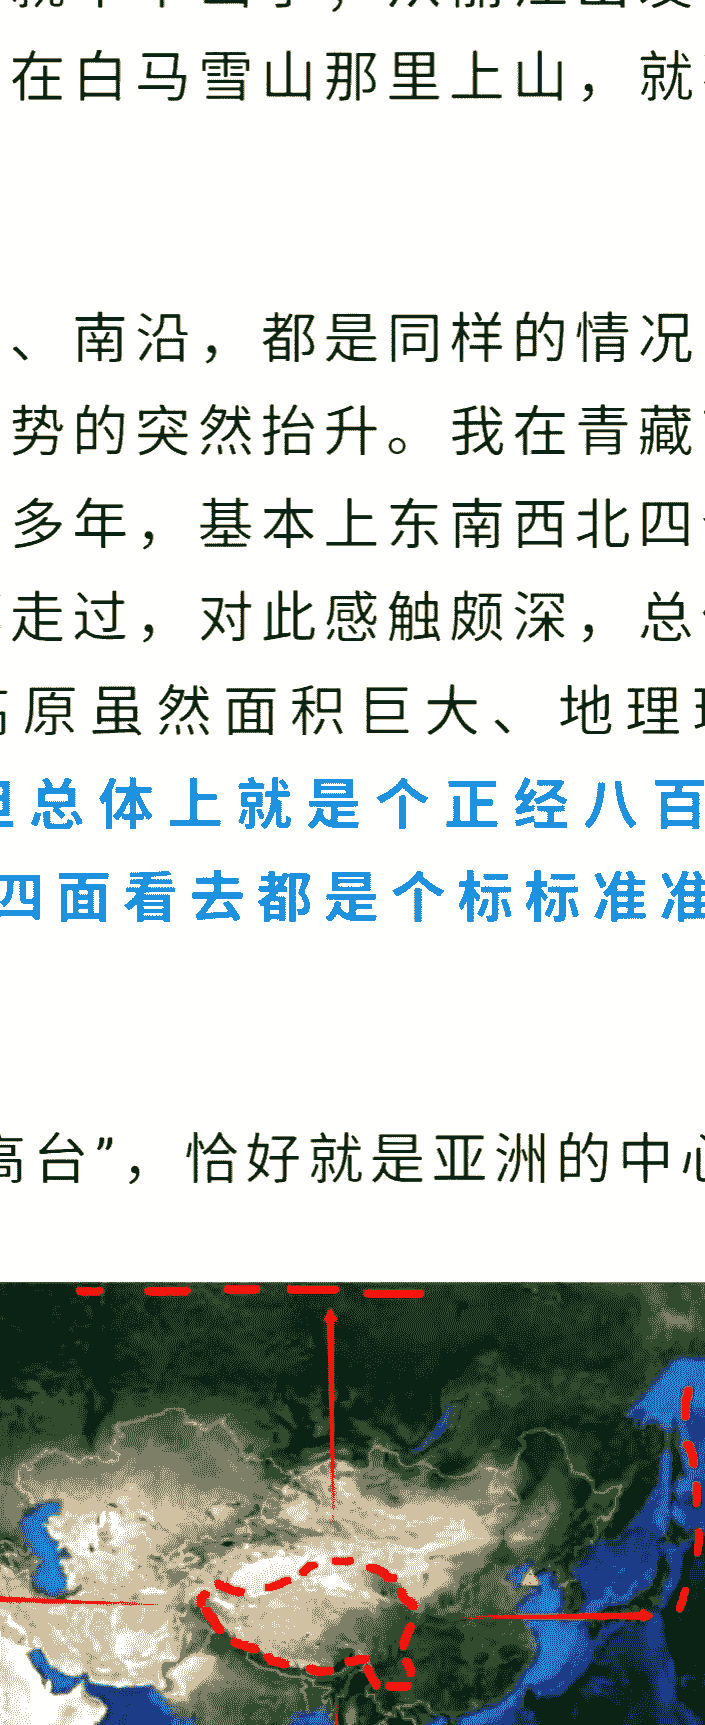 在白马雪山那里上山，就
、南沿，都是同样的情况
势的突然抬升。我在青藏
多年，基本上东南西北四
走过，对此感触颇深，总
高原虽然面积巨大、地理
但总体上就是个正经八百
四面看去都是个标标准准
高台”，恰好就是亚洲的中心